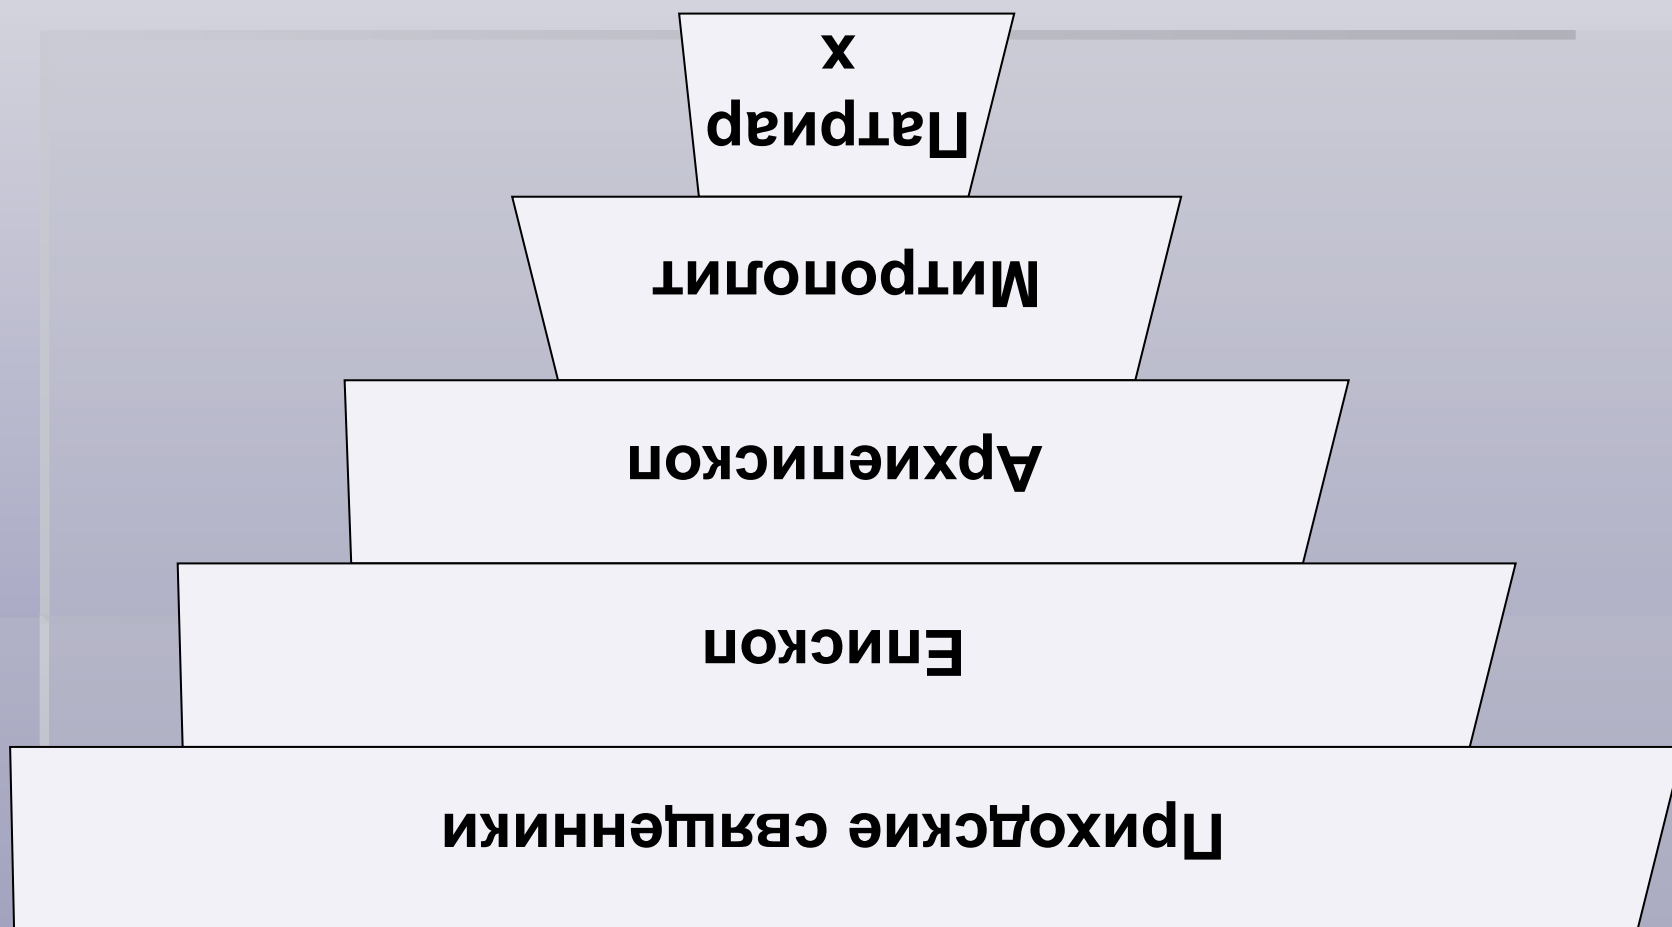 Патриар
х
Митрополит
Архиепископ
Епископ
Приходские священники